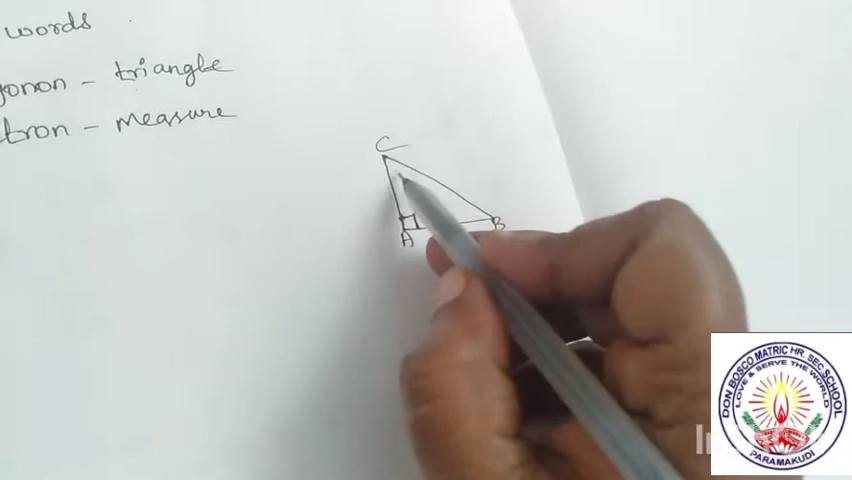 words
gonon - triangle
tron - measure
C
A
B
DON BOSCO MATRIC HR. SEC. SCHOOL
LOVE & SERVE THE WORLD
PARAMAKUDI